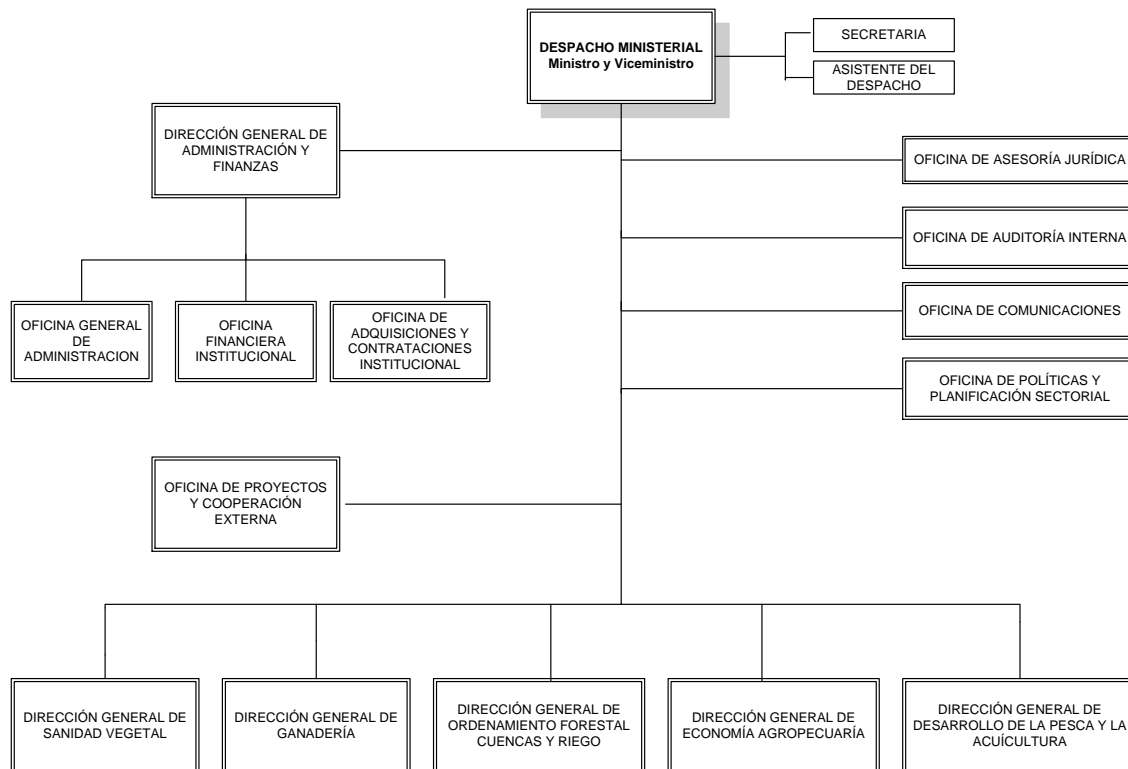 DESPACHO MINISTERIAL
Ministro y Viceministro
SECRETARIA
ASISTENTE DEL
DESPACHO
DIRECCIÓN GENERAL DE
ADMINISTRACIÓN Y
FINANZAS
OFICINA DE ASESORÍA JURÍDICA
OFICINA DE AUDITORÍA INTERNA
OFICINA GENERAL
DE
ADMINISTRACION
OFICINA
FINANCIERA
INSTITUCIONAL
OFICINA DE
ADQUISICIONES Y
CONTRATACIONES
INSTITUCIONAL
OFICINA DE COMUNICACIONES
OFICINA DE POLÍTICAS Y
PLANIFICACIÓN SECTORIAL
OFICINA DE PROYECTOS
Y COOPERACIÓN
EXTERNA
DIRECCIÓN GENERAL DE
SANIDAD VEGETAL
DIRECCIÓN GENERAL DE
GANADERÍA
DIRECCIÓN GENERAL DE
ORDENAMIENTO FORESTAL
CUENCAS Y RIEGO
DIRECCIÓN GENERAL DE
ECONOMÍA AGROPECUARÍA
DIRECCIÓN GENERAL DE
DESARROLLO DE LA PESCA Y LA
ACUÍCULTURA